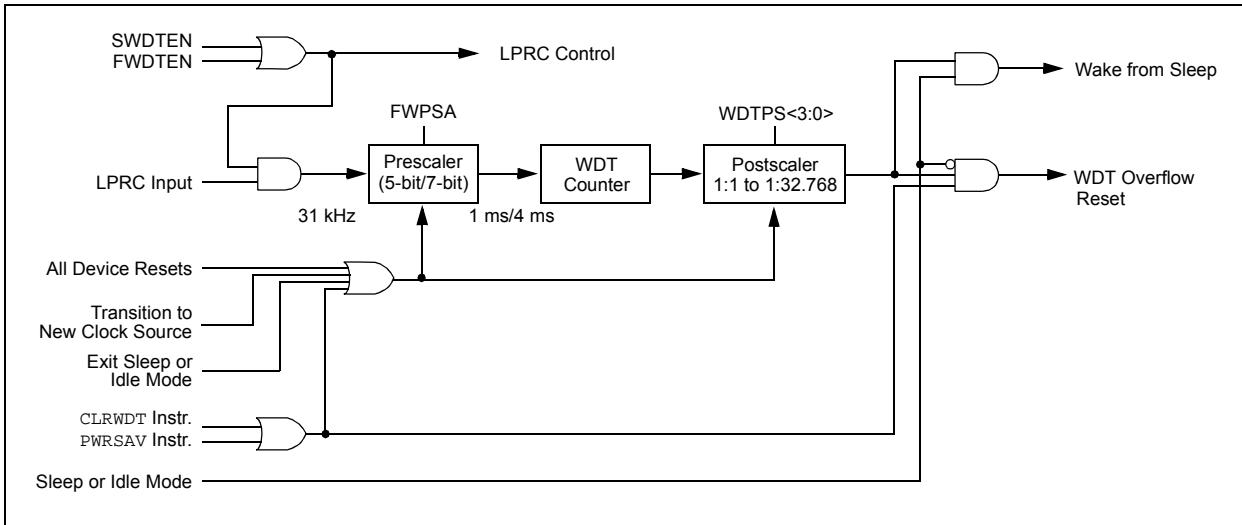 SWDTEN
FWDTEN
LPRC Control
Wake from Sleep
FWPSA
WDTPS<3:0>
Prescaler
(5-bit/7-bit)
WDT
Counter
Postscaler
1:1 to 1:32.768
LPRC Input
WDT Overflow
Reset
31 kHz
1 ms/4 ms
All Device Resets
Transition to
New Clock Source
Exit Sleep or
Idle Mode
CLRWDT Instr.
PWRSAV Instr.
Sleep or Idle Mode